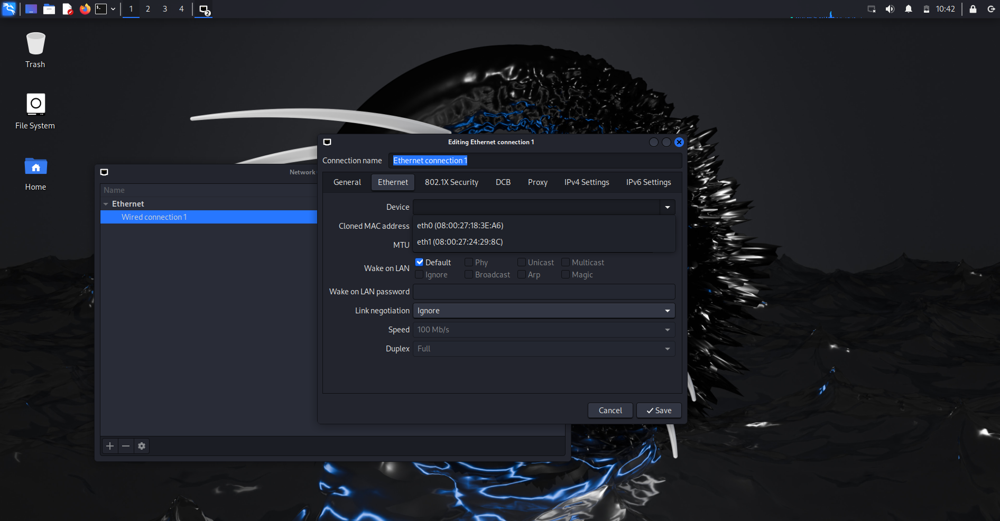 1 2 3 4 2 10:42
Trash
File System
Home
Network
Name
Ethernet
Wired connection 1
Editing Ethernet connection 1
Connection name Ethernet connection 1
General Ethernet 802.1X Security DCB Proxy IPv4 Settings IPv6 Settings
Device
Cloned MAC address
eth0 (08:00:27:18:3E:A6)
MTU
eth1 (08:00:27:24:29:8C)
Wake on LAN
Default Phy Unicast Multicast
Ignore Broadcast Arp Magic
Wake on LAN password
Link negotiation Ignore
Speed 100 Mb/s
Duplex Full
Cancel Save